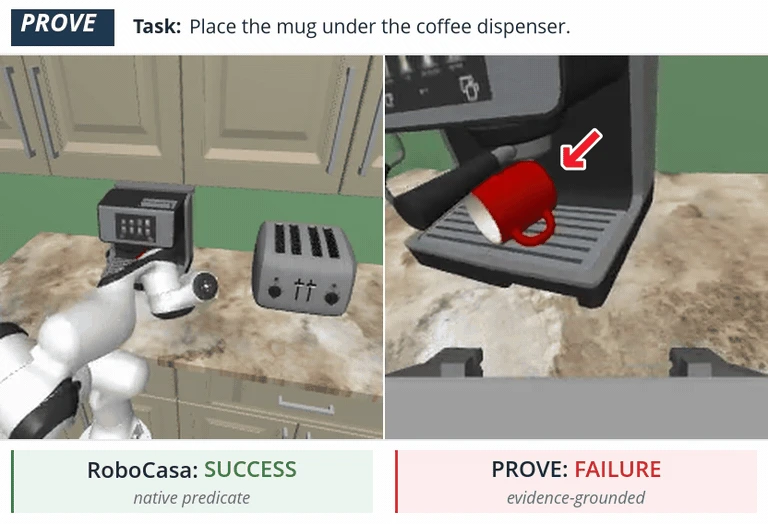 PROVE Task: Place the mug under the coffee dispenser.
RoboCasa: SUCCESS
native predicate
PROVE: FAILURE
evidence-grounded